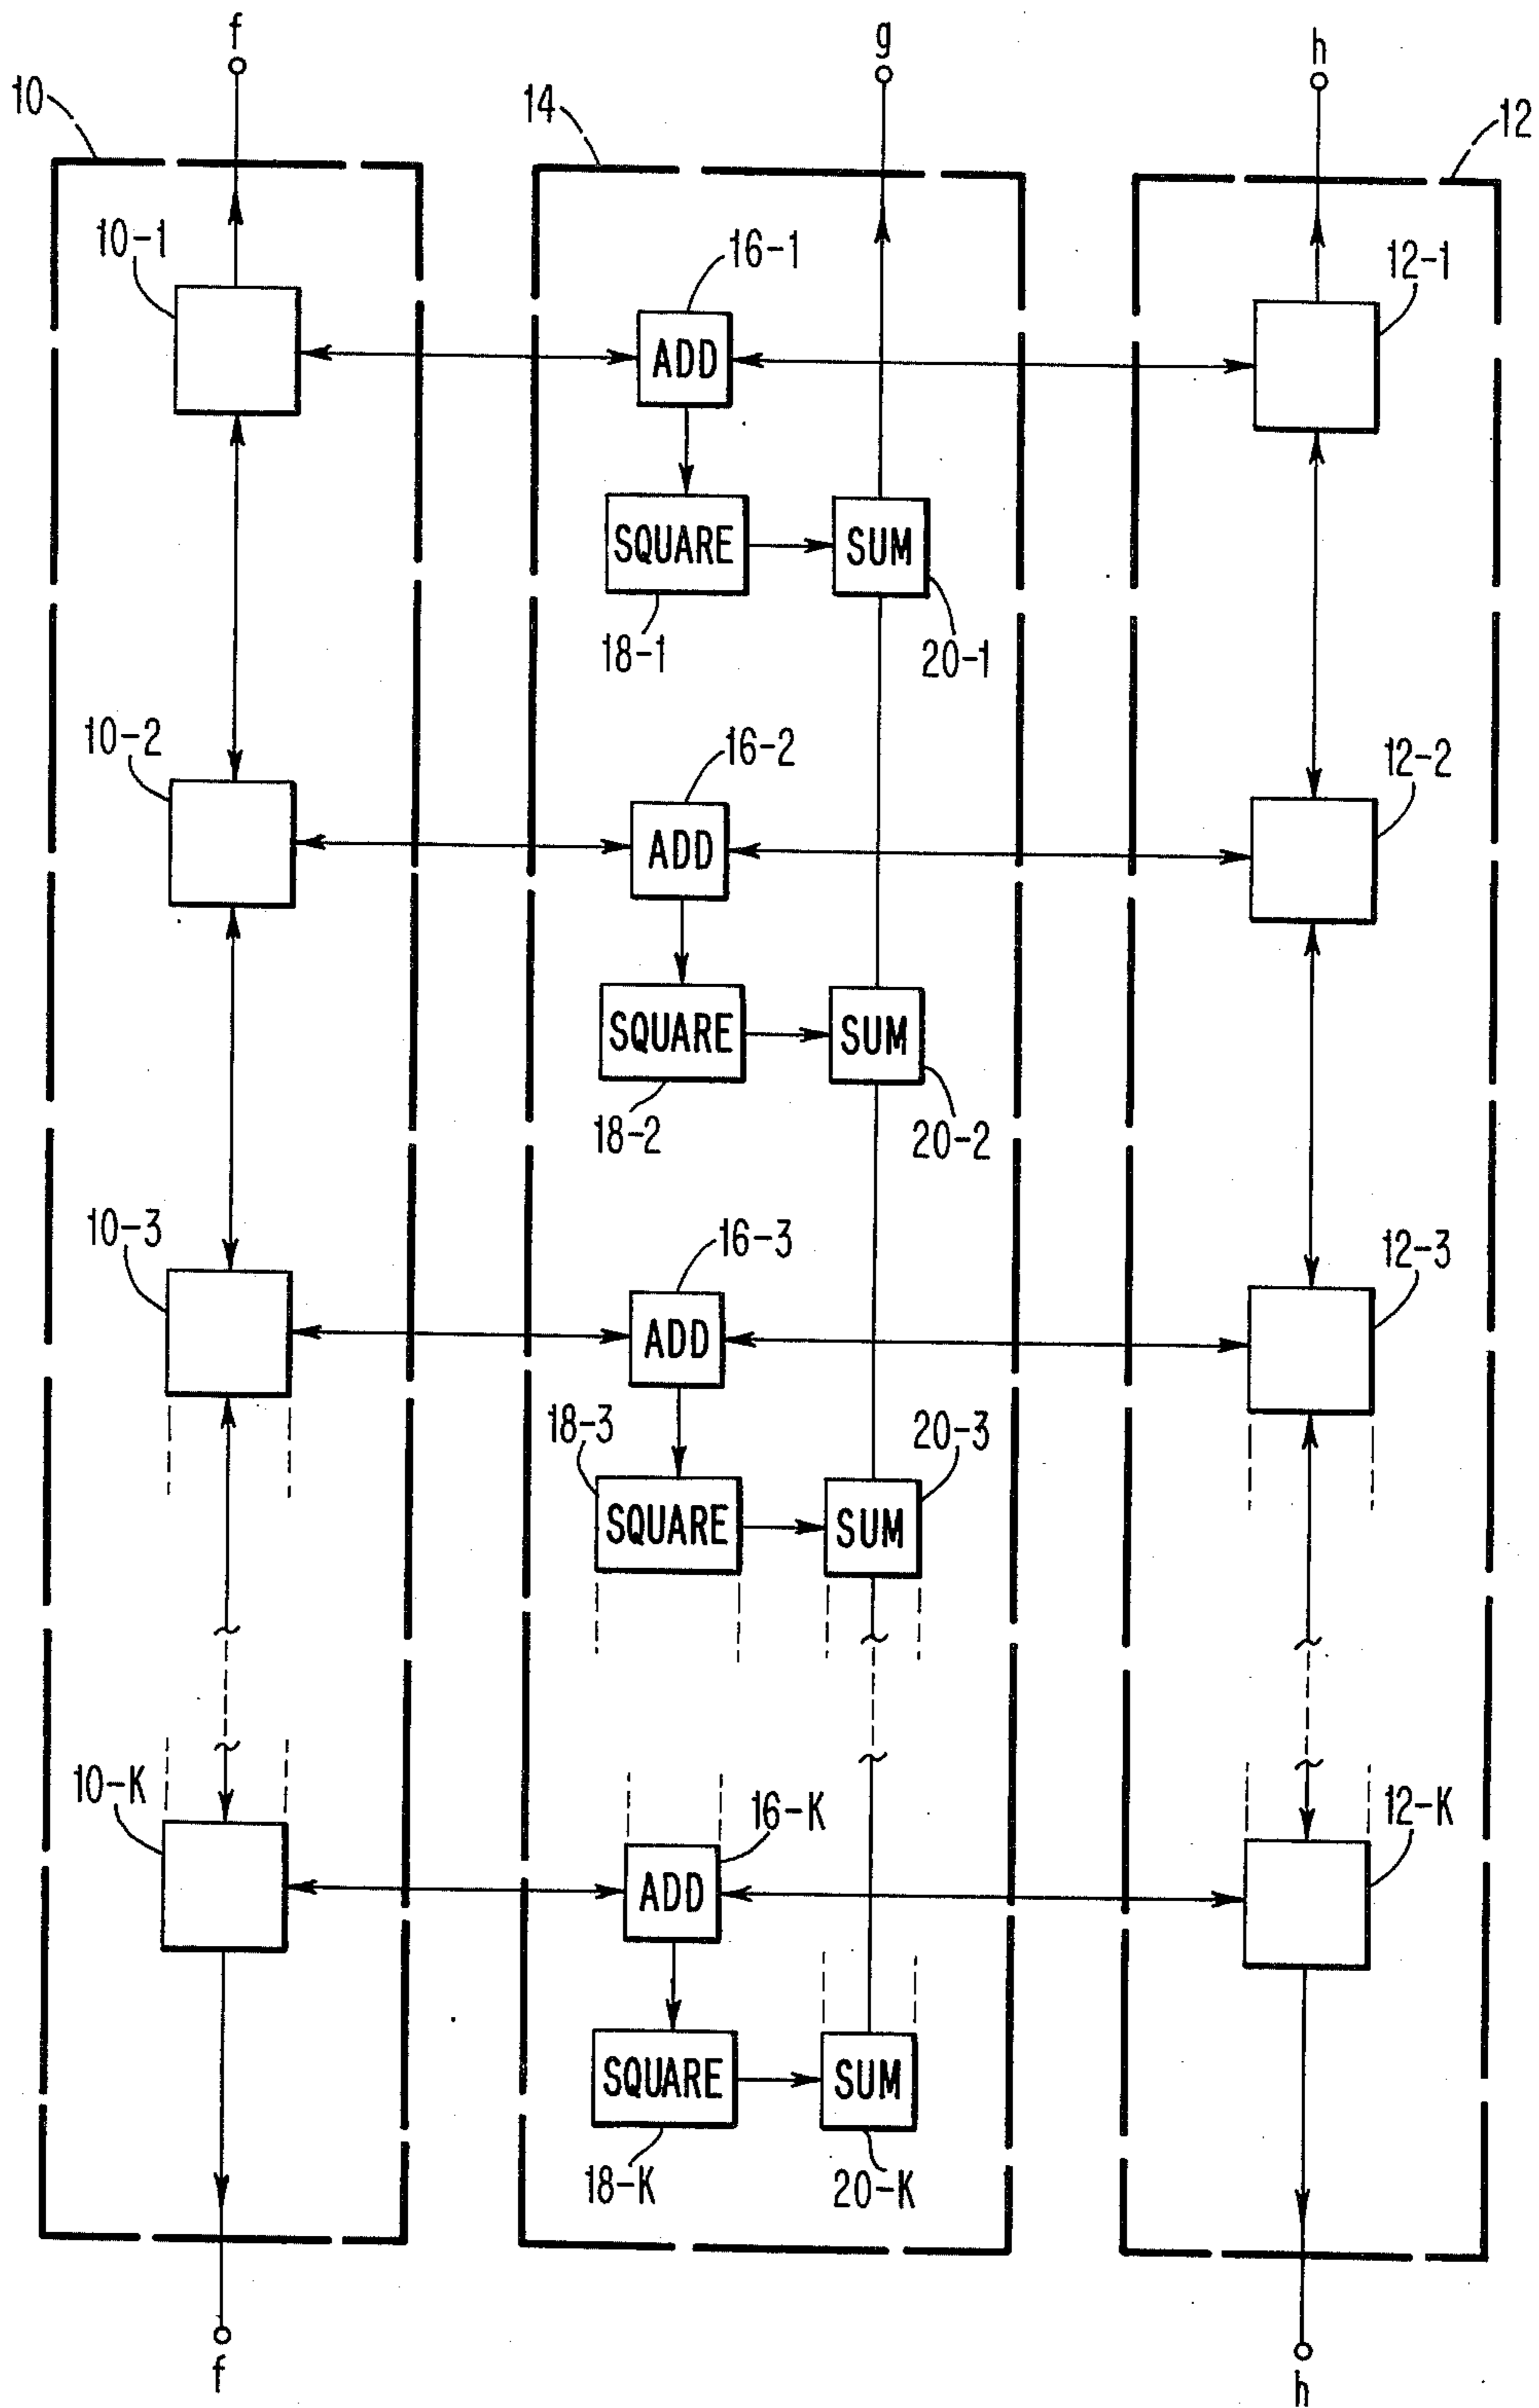 f
g
h
10
14
12
10-1
16-1
12-1
ADD
SQUARE
SUM
18-1
20-1
10-2
16-2
12-2
ADD
SQUARE
SUM
18-2
20-2
10-3
16-3
12-3
ADD
18-3
20-3
SQUARE
SUM
10-K
16-K
12-K
ADD
SQUARE
SUM
18-K
20-K
f
h